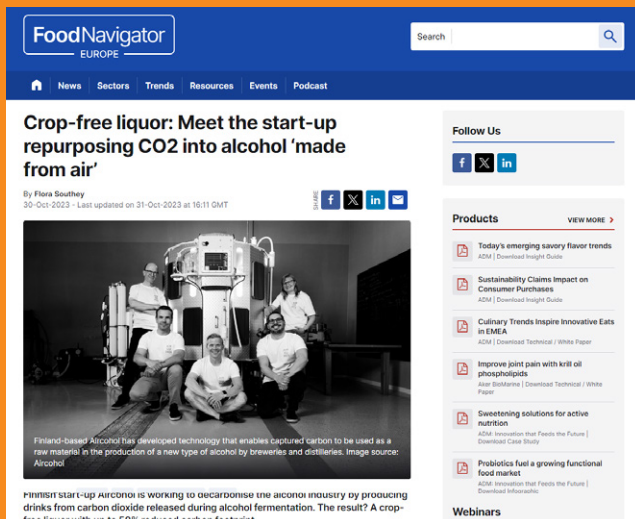 FoodNavigator
EUROPE
Search
News Sectors Trends Resources Events Podcast
Crop-free liquor: Meet the start-up
repurposing CO2 into alcohol ‘made
from air’
By Flora Southey
30-Oct-2023 - Last updated on 31-Oct-2023 at 16:11 GMT
SHARE
Finland-based Aircohol has developed technology that enables captured carbon to be used as a
raw material in the production of a new type of alcohol by breweries and distilleries. Image source:
Aircohol
Finnish start-up Aircohol is working to decarbonise the alcohol industry by producing
drinks from carbon dioxide released during alcohol fermentation. The result? A crop-
free liquor with up to 50% reduced carbon footprint
Follow Us
Products VIEW MORE
Today's emerging savory flavor trends
ADM | Download Insight Guide
Sustainability Claims Impact on
Consumer Purchases
ADM | Download Insight Guide
Culinary Trends Inspire Innovative Eats
in EMEA
ADM | Download Technical / White Paper
Improve joint pain with krill oil
phospholipids
Aker BioMarine | Download Technical / White
Paper
Sweetening solutions for active
nutrition
ADM: Innovation that Feeds the Future |
Download Case Study
Probiotics fuel a growing functional
food market
ADM: Innovation that Feeds the Future |
Download Infographic
Webinars